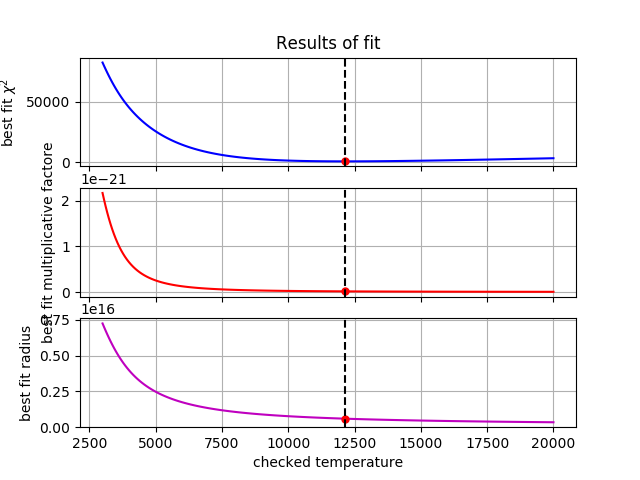 Results of fit
best fit χ²
50000
0
1e−21
best fit multiplicative factore
2
1
0
1e16
best fit radius
0.75
0.50
0.25
0.00
2500 5000 7500 10000 12500 15000 17500 20000
checked temperature